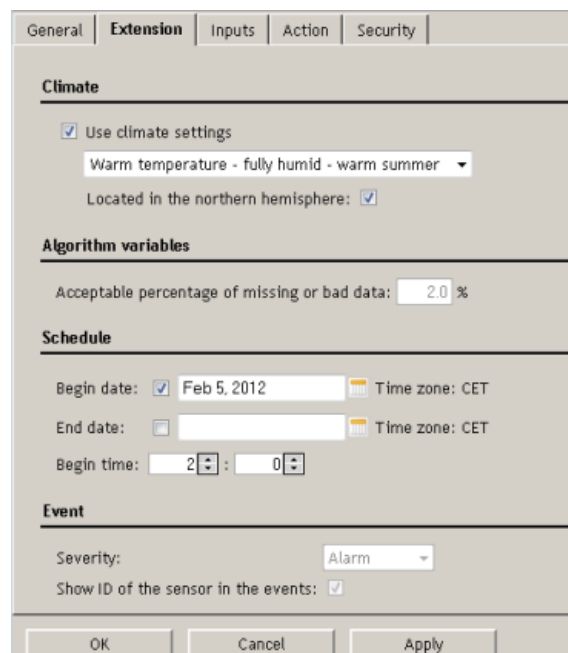 General Extension Inputs Action Security
Climate
Use climate settings
Warm temperature - fully humid - warm summer
Located in the northern hemisphere:
Algorithm variables
Acceptable percentage of missing or bad data: 2.0 %
Schedule
Begin date: Feb 5, 2012 Time zone: CET
End date: Time zone: CET
Begin time: 2 : 0
Event
Severity: Alarm
Show ID of the sensor in the events:
OK Cancel Apply